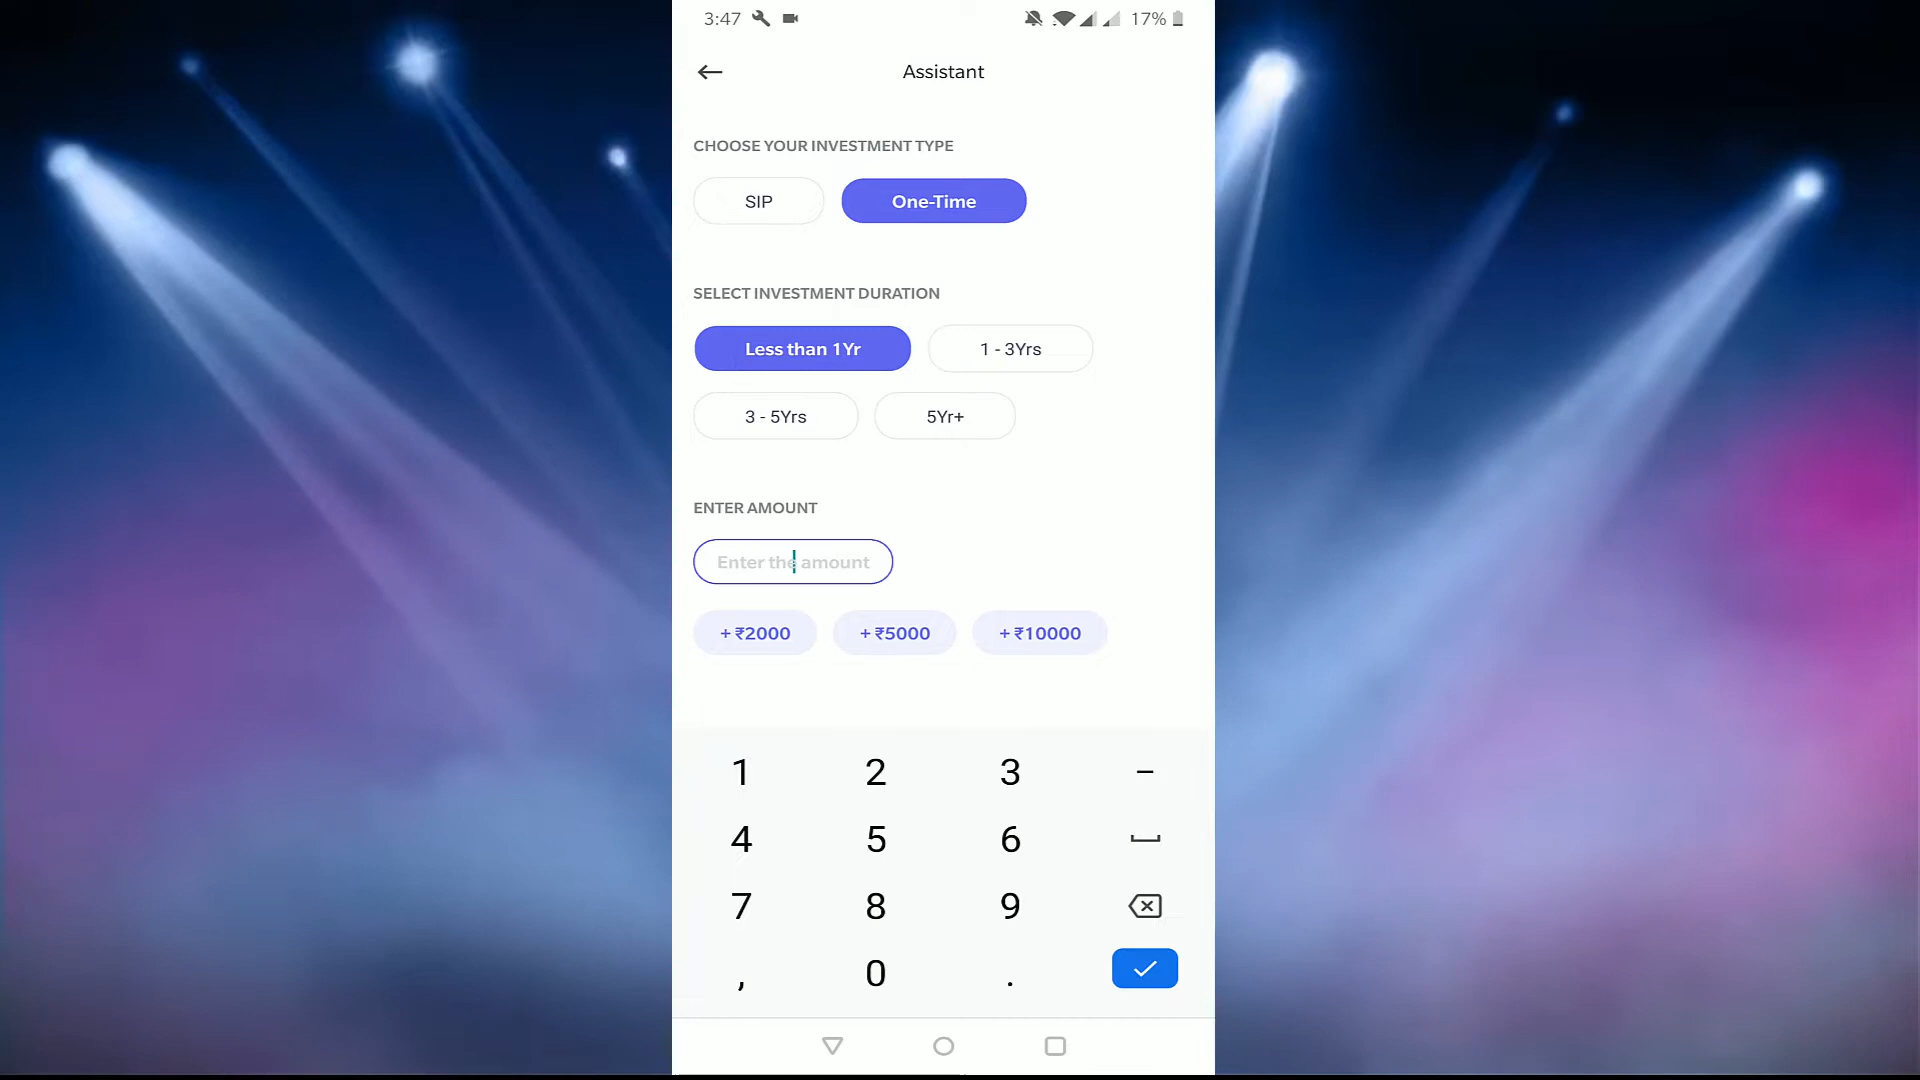 3:47 17%
Assistant
CHOOSE YOUR INVESTMENT TYPE
SIP One-Time
SELECT INVESTMENT DURATION
Less than 1Yr 1 - 3Yrs
3 - 5Yrs 5Yr+
ENTER AMOUNT
Enter the amount
+ ₹2000 + ₹5000 + ₹10000
1 2 3 –
4 5 6
7 8 9
, 0 .